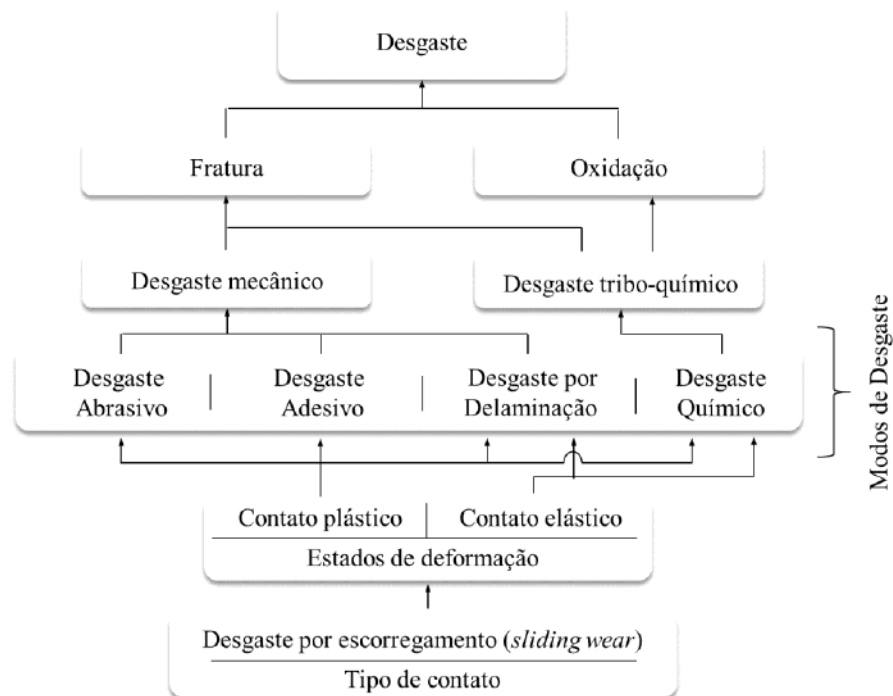 Desgaste
Fratura
Oxidação
Desgaste mecânico
Desgaste tribo-químico
Desgaste
Abrasivo
Desgaste
Adesivo
Desgaste por
Delaminação
Desgaste
Químico
Modos de Desgaste
Contato plástico
Contato elástico
Estados de deformação
Desgaste por escorregamento (sliding wear)
Tipo de contato